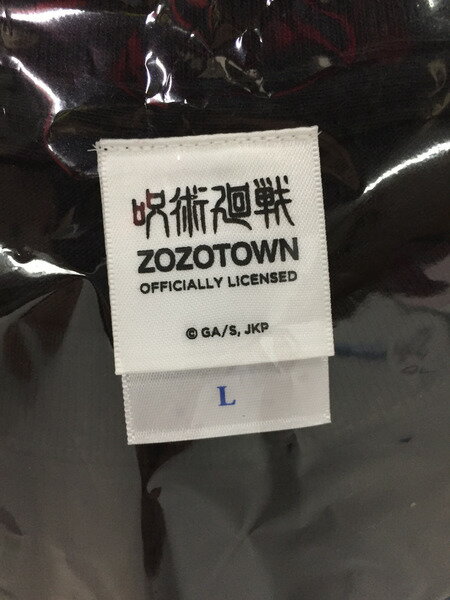 呪術廻戦
ZOZOTOWN
OFFICIALLY LICENSED
© GA/S, JKP
L